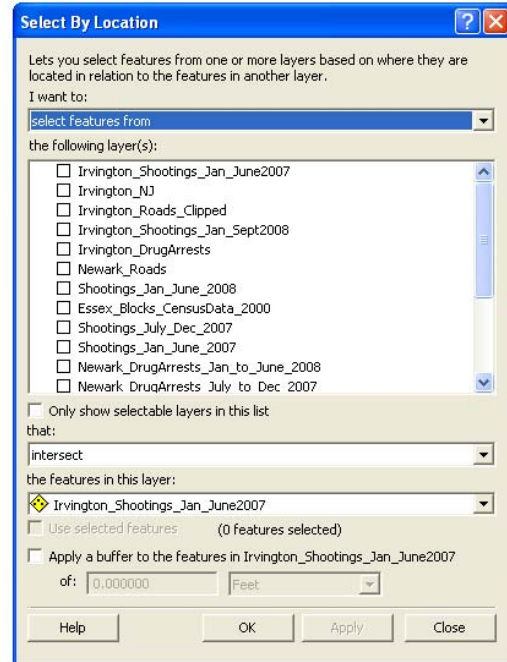 Select By Location
Lets you select features from one or more layers based on where they are
located in relation to the features in another layer.
I want to:
select features from
the following layer(s):
Irvington_Shootings_Jan_June2007
Irvington_NJ
Irvington_Roads_Clipped
Irvington_Shootings_Jan_Sept2008
Irvington_DrugArrests
Newark_Roads
Shootings_Jan_June_2008
Essex_Blocks_CensusData_2000
Shootings_July_Dec_2007
Shootings_Jan_June_2007
Newark_DrugArrests_Jan_to_June_2008
Newark_DrugArrests_July_to_Dec_2007
Only show selectable layers in this list
that:
intersect
the features in this layer:
Irvington_Shootings_Jan_June2007
Use selected features (0 features selected)
Apply a buffer to the features in Irvington_Shootings_Jan_June2007
of: 0.000000 Feet
Help OK Apply Close